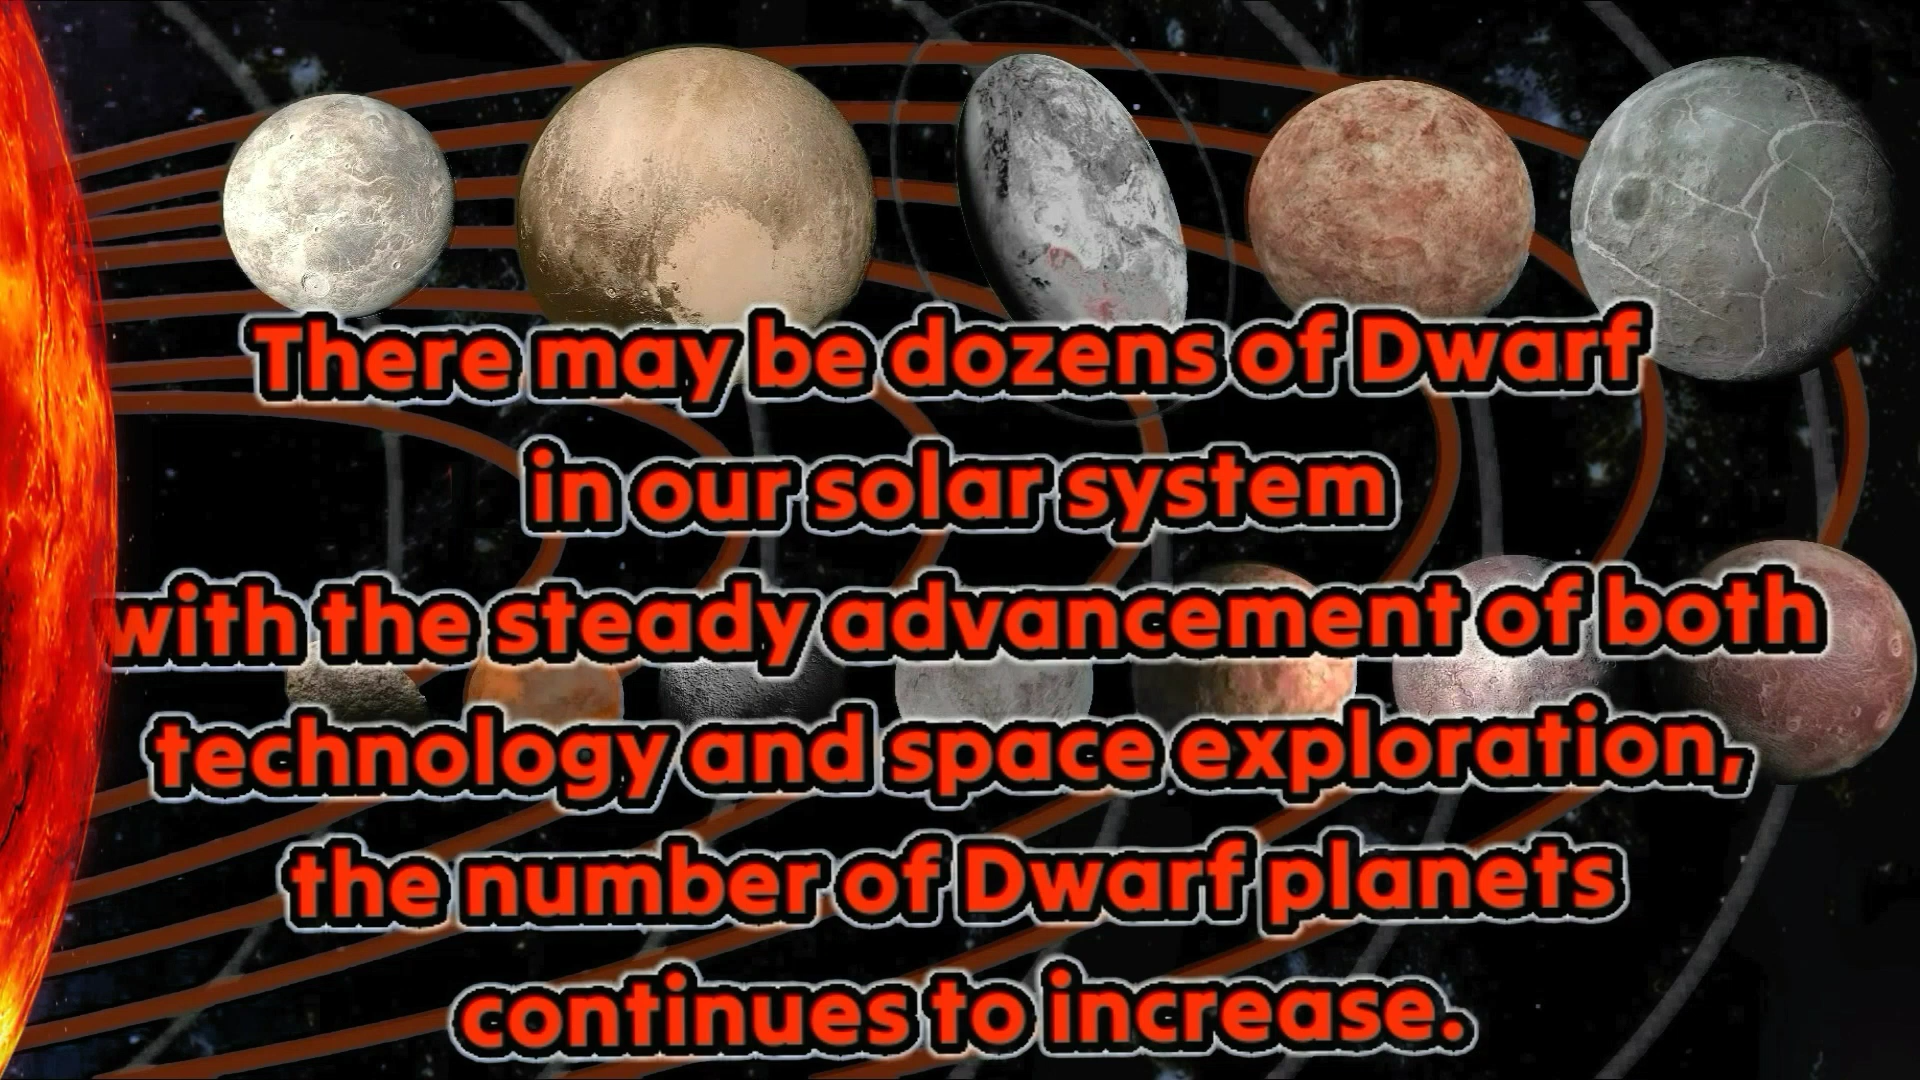 There may be dozens of Dwarf
in our solar system
with the steady advancement of both
technology and space exploration,
the number of Dwarf planets
continues to increase.